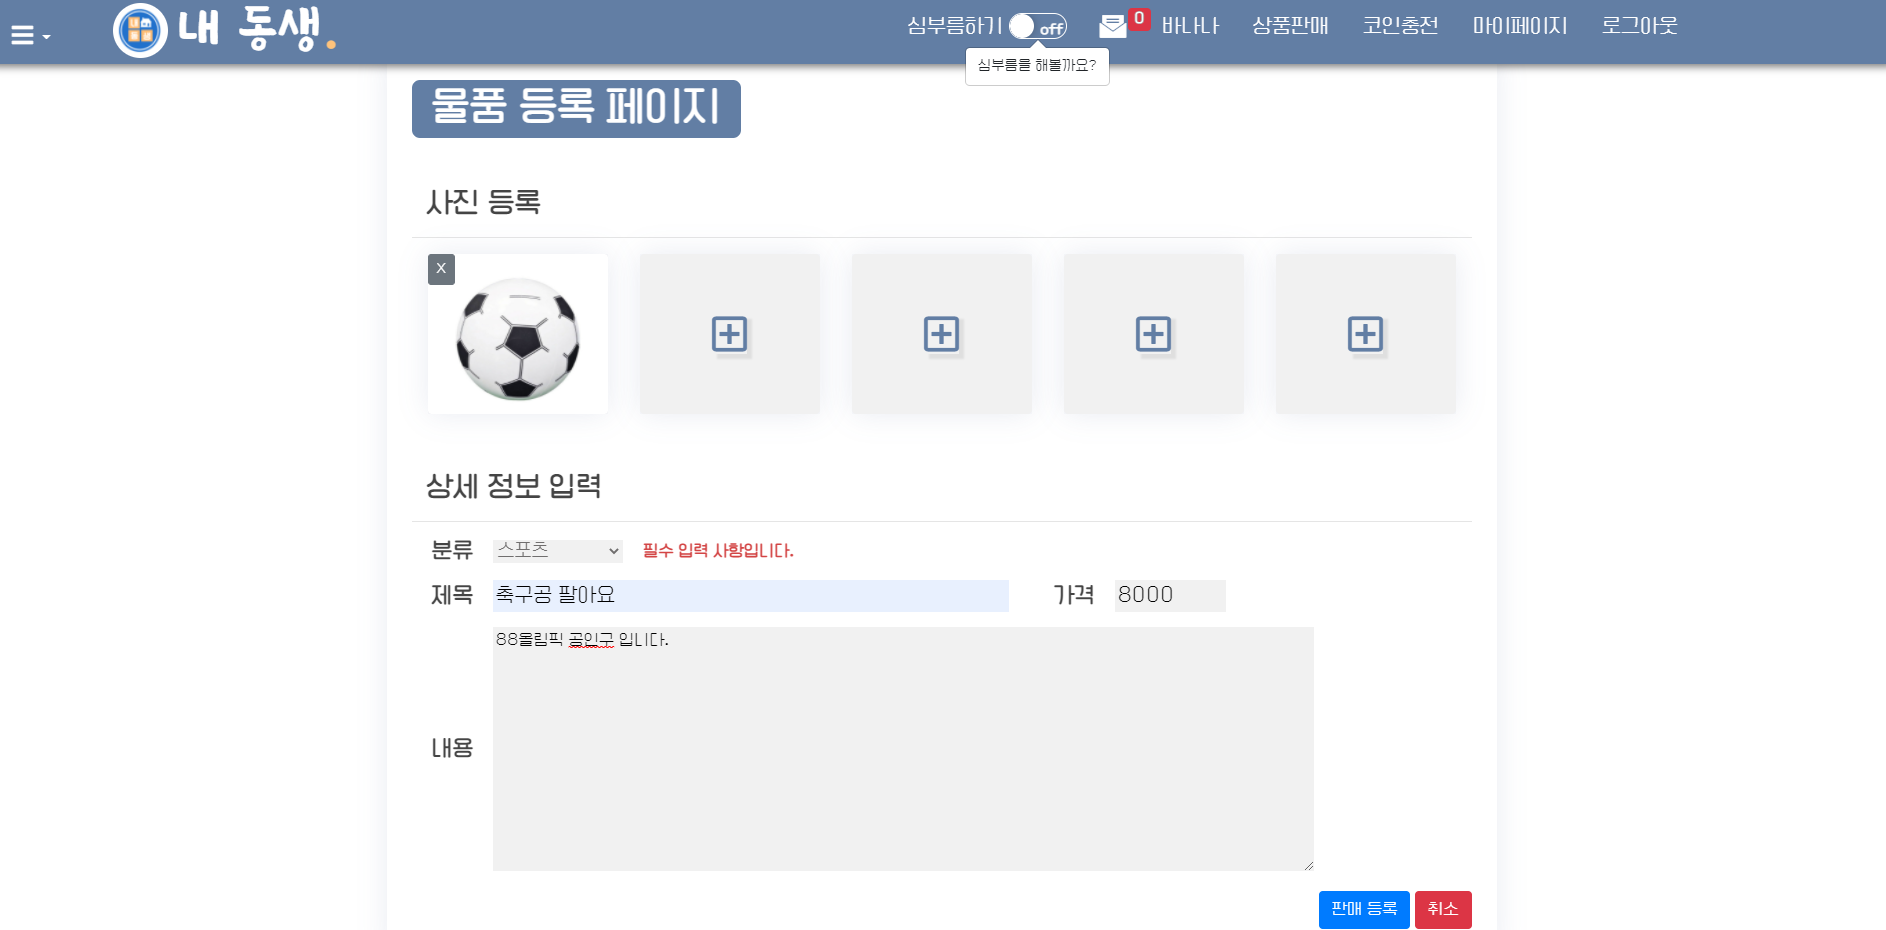 내 동생.
심부름하기 off 0 바나나 상품판매 코인충전 마이페이지 로그아웃
심부름를 해볼까요?
물품 등록 페이지
사진 등록
X
상세 정보 입력
분류 스포츠 필수 입력 사항입니다.
제목 축구공 팔아요 가격 8000
88올림픽 공인구 입니다.
내용
판매 등록 취소